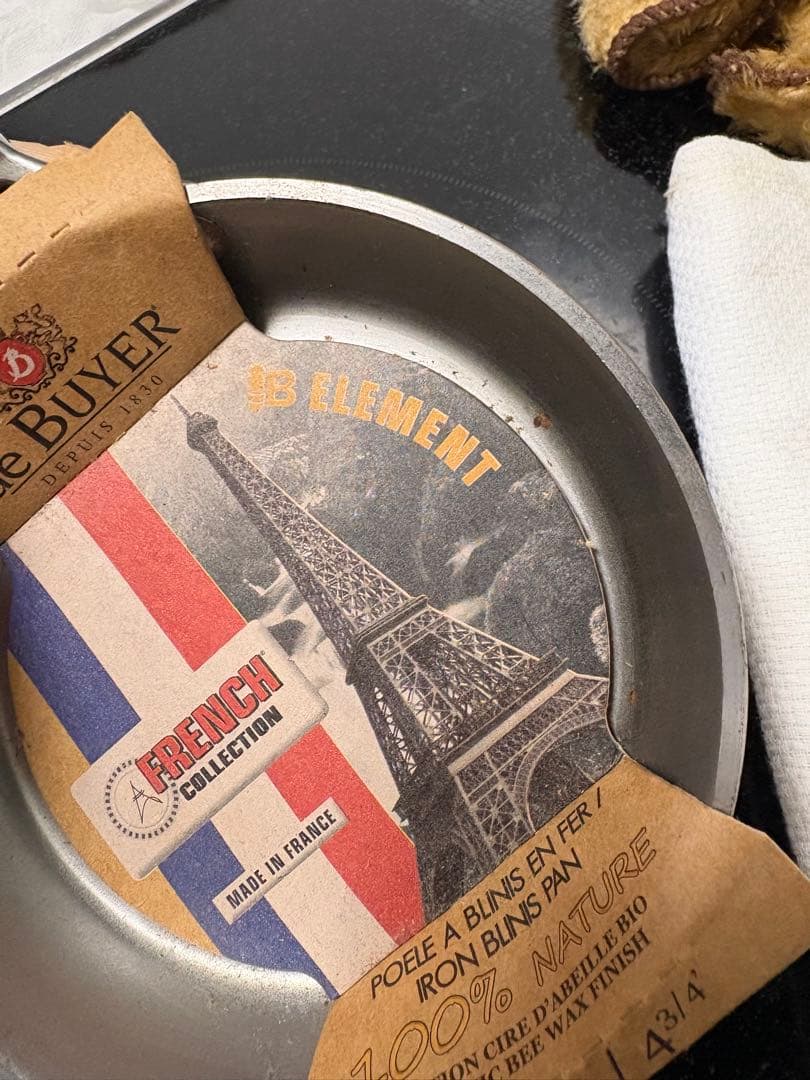 B
de BUYER
DEPUIS 1830
B ELEMENT
FRENCH
COLLECTION
MADE IN FRANCE
POELE A BLINIS EN FER /
IRON BLINIS PAN
100% NATURE
CIRE D'ABEILLE BIO
BEE WAX FINISH
4 3/4'